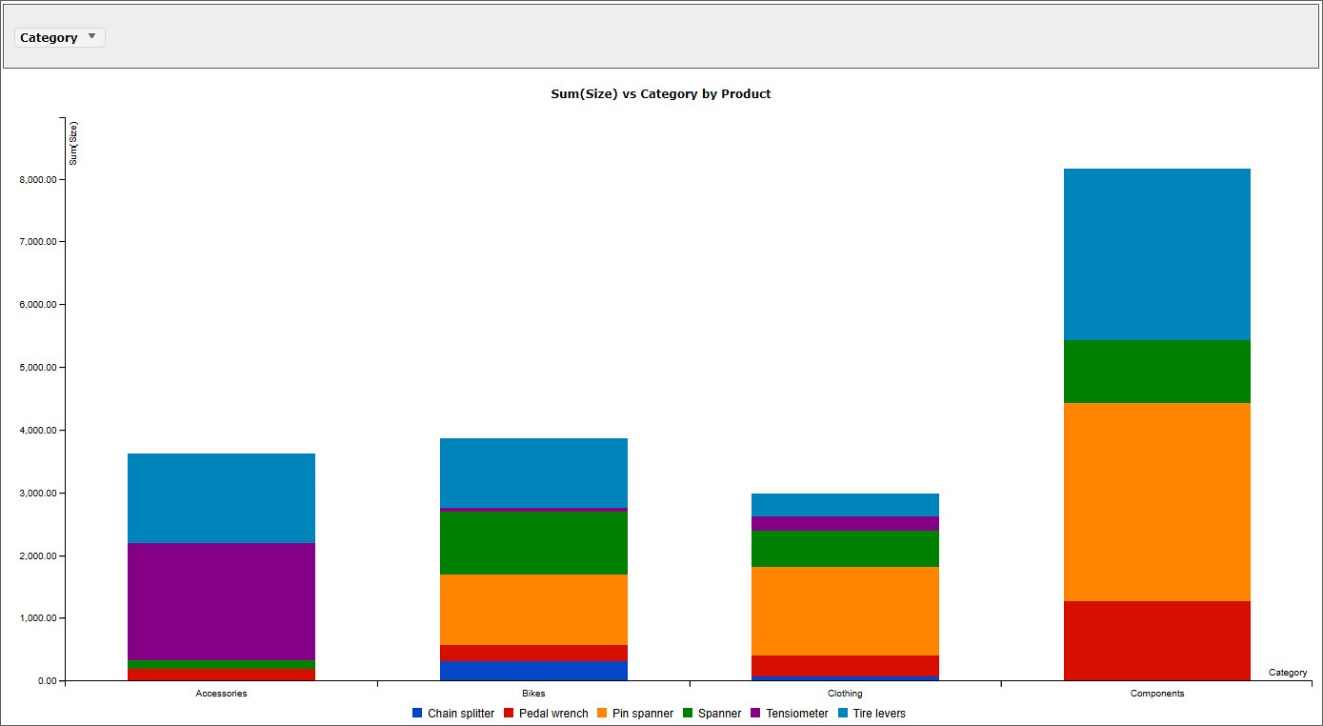 Category
Sum(Size) vs Category by Product
Sum(Size)
8,000.00
7,000.00
6,000.00
5,000.00
4,000.00
3,000.00
2,000.00
1,000.00
0.00
Category
Accessories Bikes Clothing Components
Chain splitter Pedal wrench Pin spanner Spanner Tensiometer Tire levers